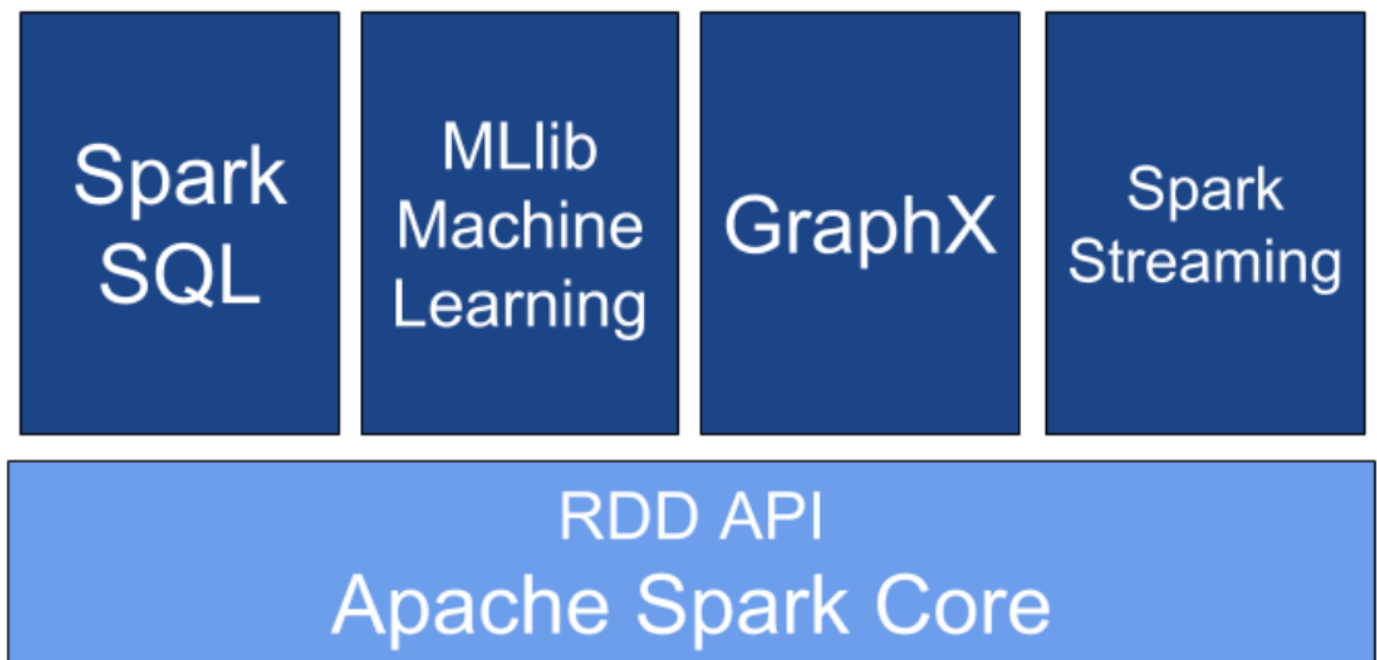 Spark
SQL
MLlib
Machine
Learning
GraphX
Spark
Streaming
RDD API
Apache Spark Core